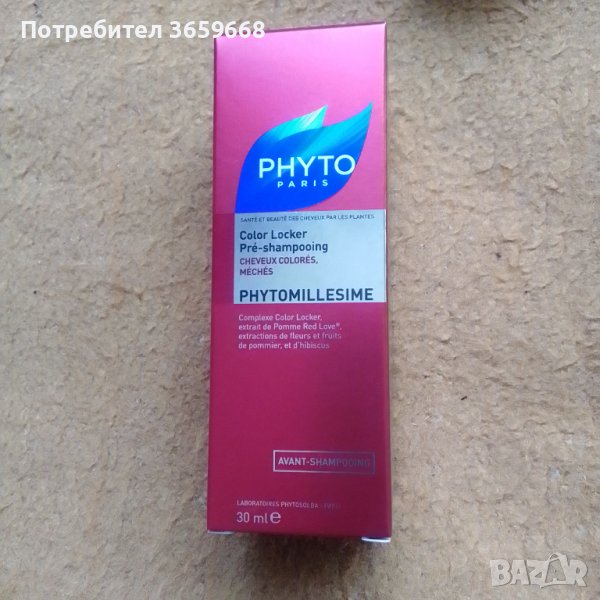 Потребител 3659668
PHYTO
PARIS
SANTÉ ET BEAUTÉ DES CHEVEUX PAR LES PLANTES
Color Locker
Pré-shampooing
CHEVEUX COLORÉS,
MÉCHÉS
PHYTOMILLESIME
Complexe Color Locker,
extrait de Pomme Red Love®,
extractions de fleurs et fruits
de pommier, et d'hibiscus
AVANT-SHAMPOOING
LABORATOIRES PHYTOSOLBA - PARIS
30 ml e
BAZAR